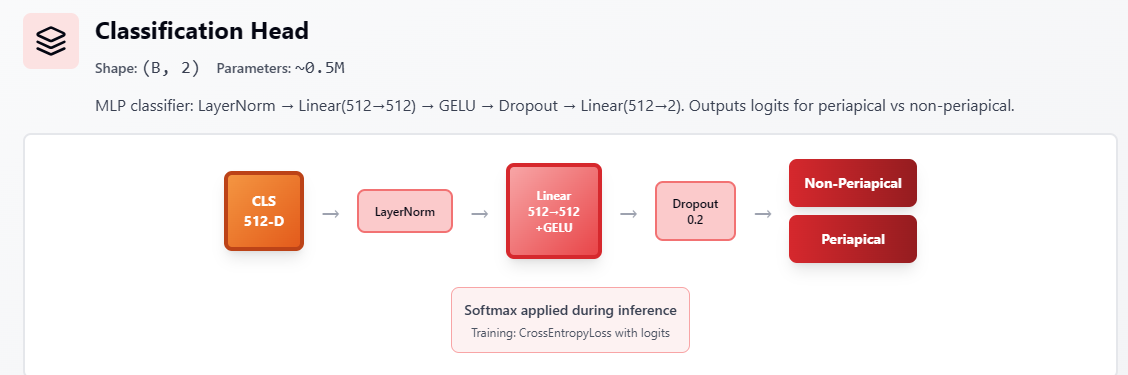 Classification Head
Shape: (B, 2) Parameters: ~0.5M
MLP classifier: LayerNorm → Linear(512→512) → GELU → Dropout → Linear(512→2). Outputs logits for periapical vs non-periapical.
CLS
512-D
→
LayerNorm
→
Linear
512→512
+GELU
→
Dropout
0.2
→
Non-Periapical
Periapical
Softmax applied during inference
Training: CrossEntropyLoss with logits